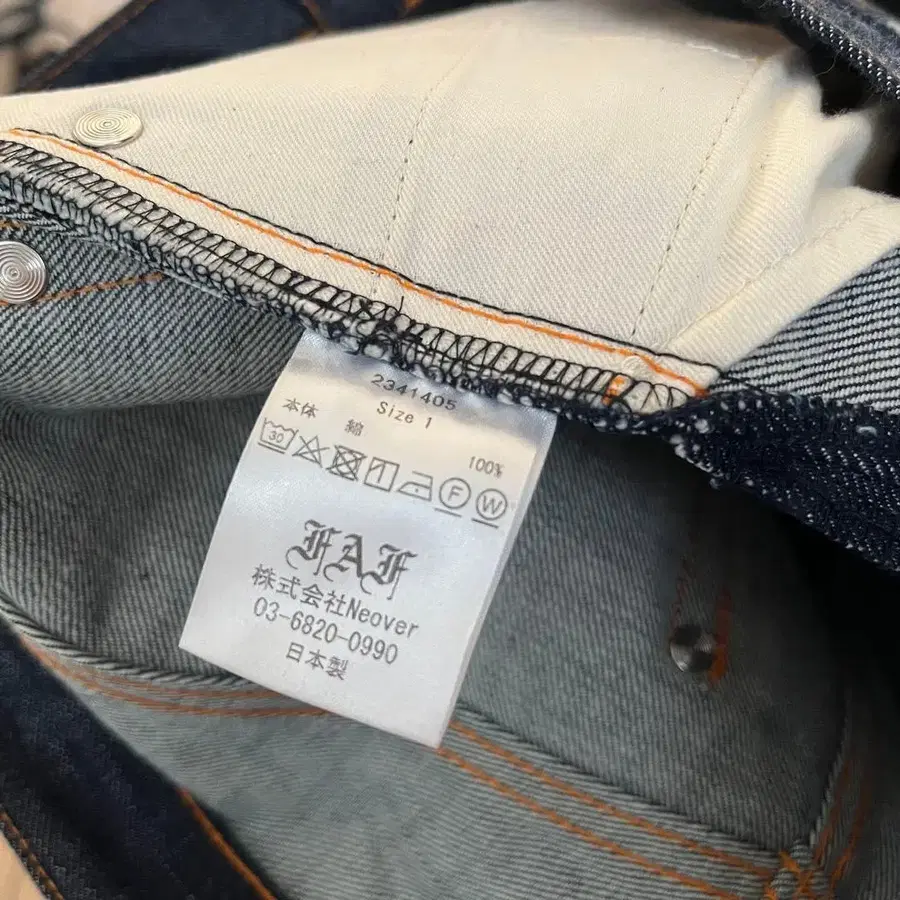 2341405
Size 1
本体
綿 100%
30 F W
FAF
株式会社Neover
03-6820-0990
日本製